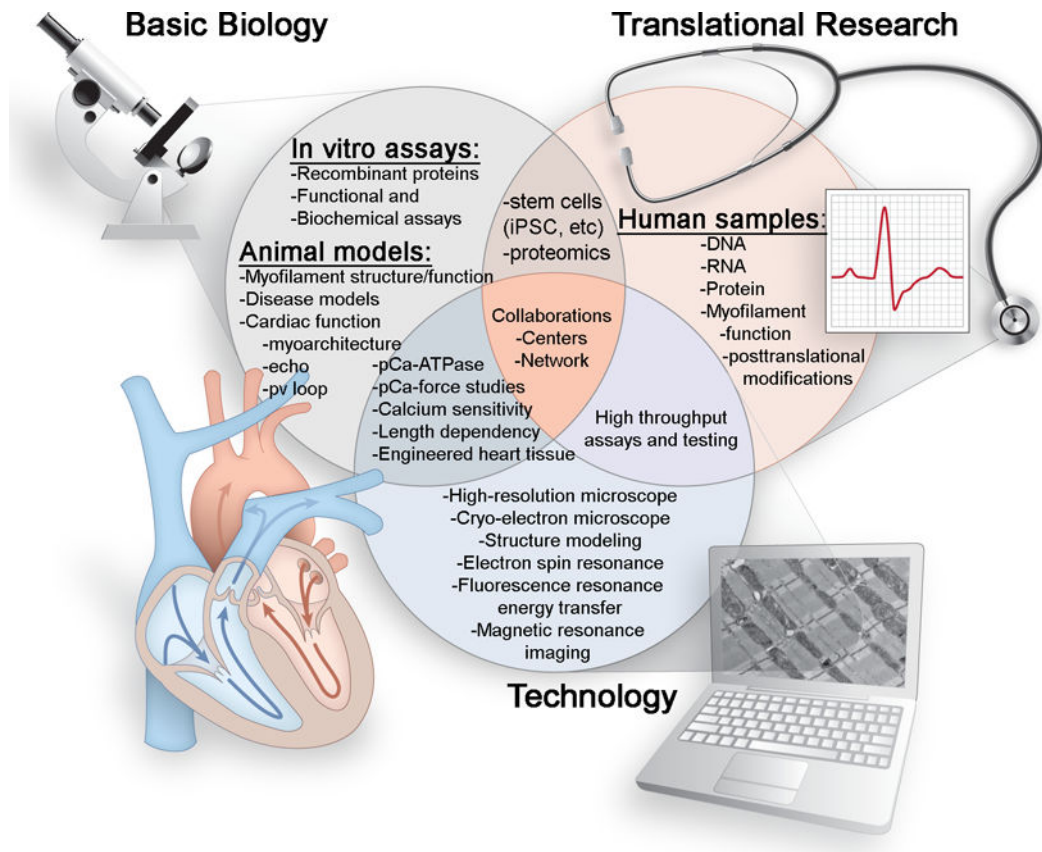 Basic Biology
Translational Research
In vitro assays:
-Recombinant proteins
-Functional and
-Biochemical assays
Animal models:
-Myofilament structure/function
-Disease models
-Cardiac function
-myoarchitecture
-echo
-pv loop
-stem cells
(iPSC, etc)
-proteomics
Human samples:
-DNA
-RNA
-Protein
-Myofilament
-function
-posttranslational
modifications
Collaborations
-Centers
-Network
-pCa-ATPase
-pCa-force studies
-Calcium sensitivity
-Length dependency
-Engineered heart tissue
High throughput
assays and testing
-High-resolution microscope
-Cryo-electron microscope
-Structure modeling
-Electron spin resonance
-Fluorescence resonance
energy transfer
-Magnetic resonance
imaging
Technology